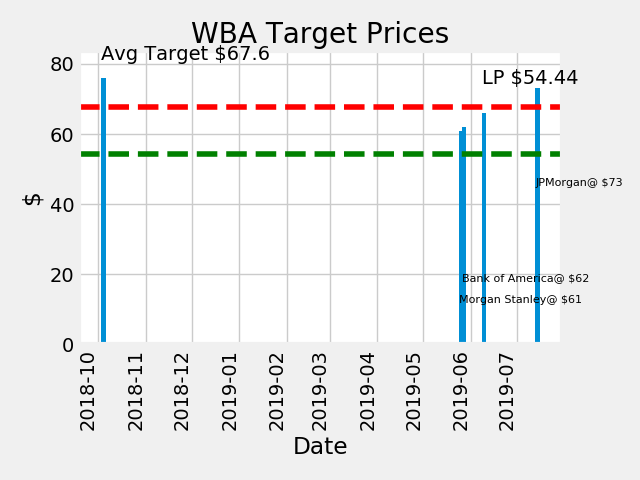 WBA Target Prices
Avg Target $67.6
LP $54.44
80
60
40
20
0
$
JPMorgan@ $73
Bank of America@ $62
Morgan Stanley@ $61
2018-10
2018-11
2018-12
2019-01
2019-02
2019-03
2019-04
2019-05
2019-06
2019-07
Date